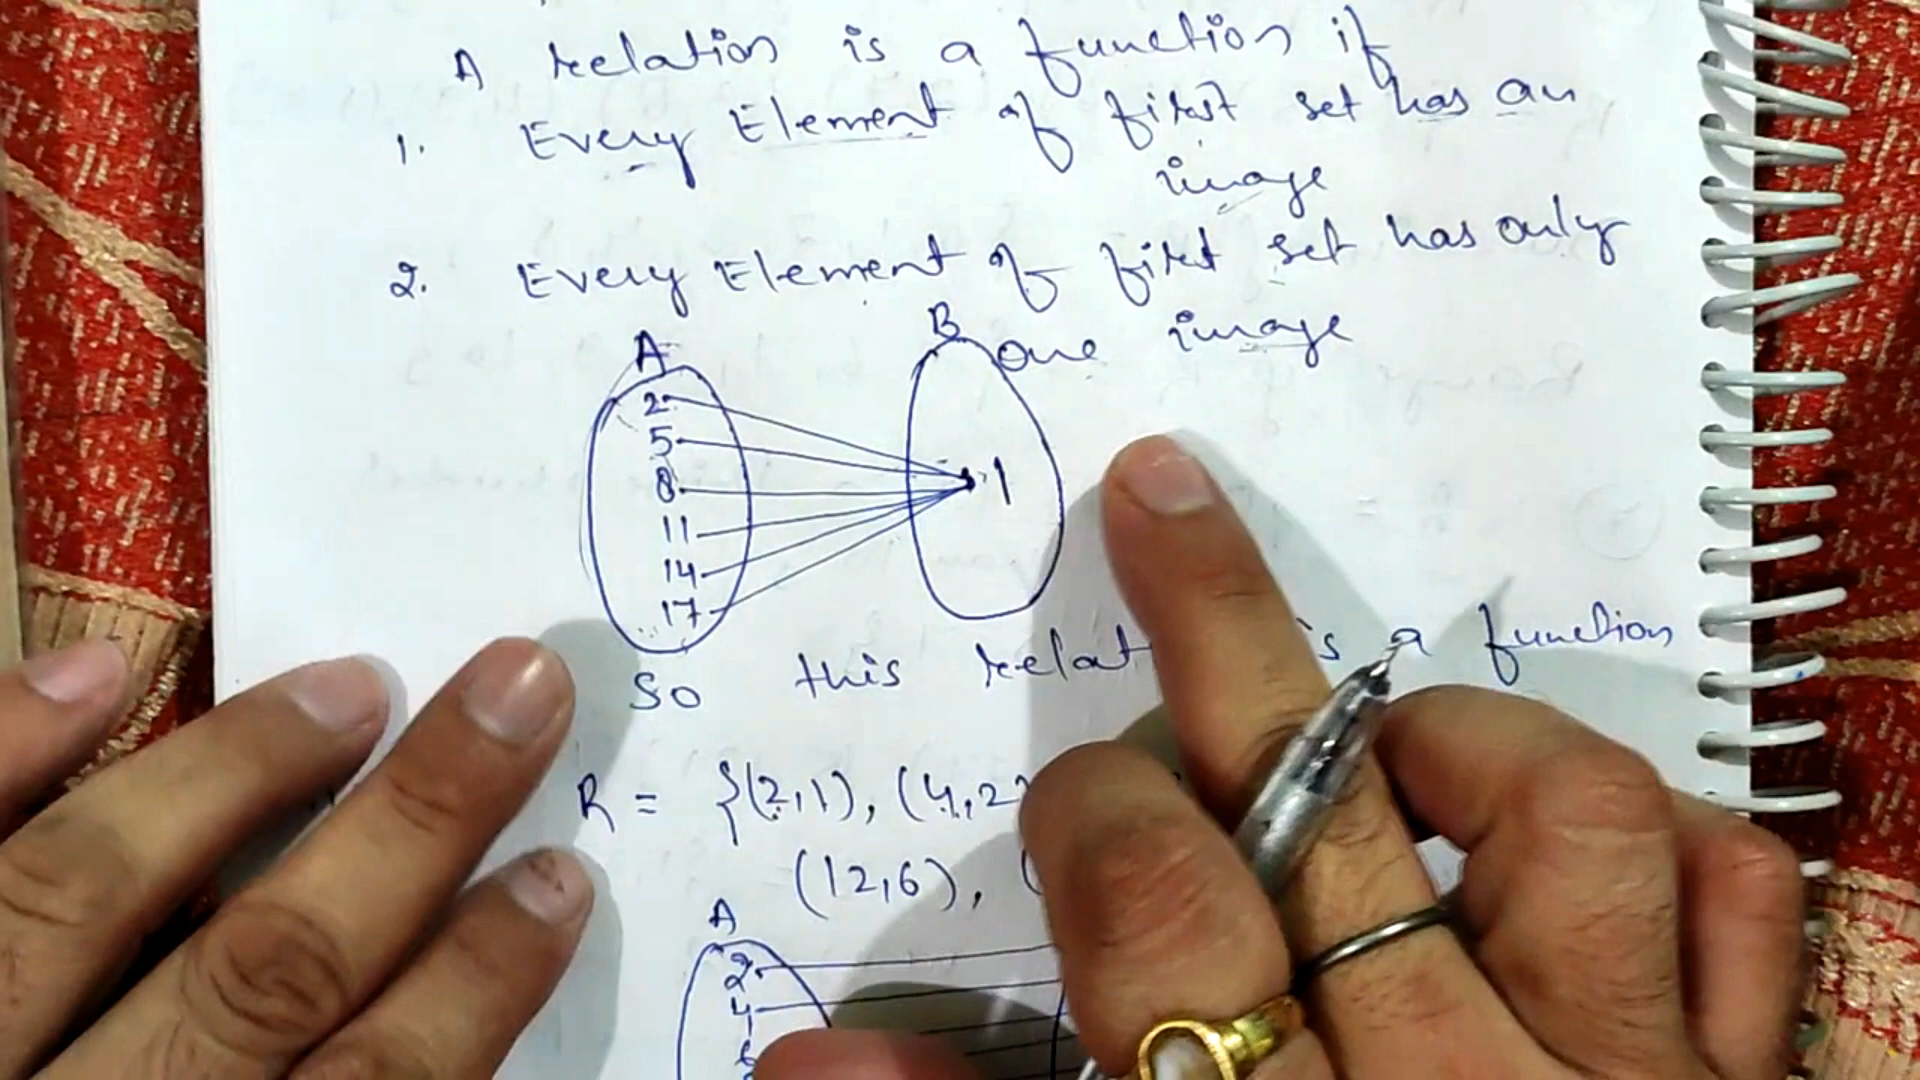 A relation is a function if
1. Every Element of first set has an
image
2. Every Element of first set has only
one image
A
B
2
5
8
11
14
17
1
So this is a function
R = {(2,1), (4,2)
(12,6), (
A
2
4
6